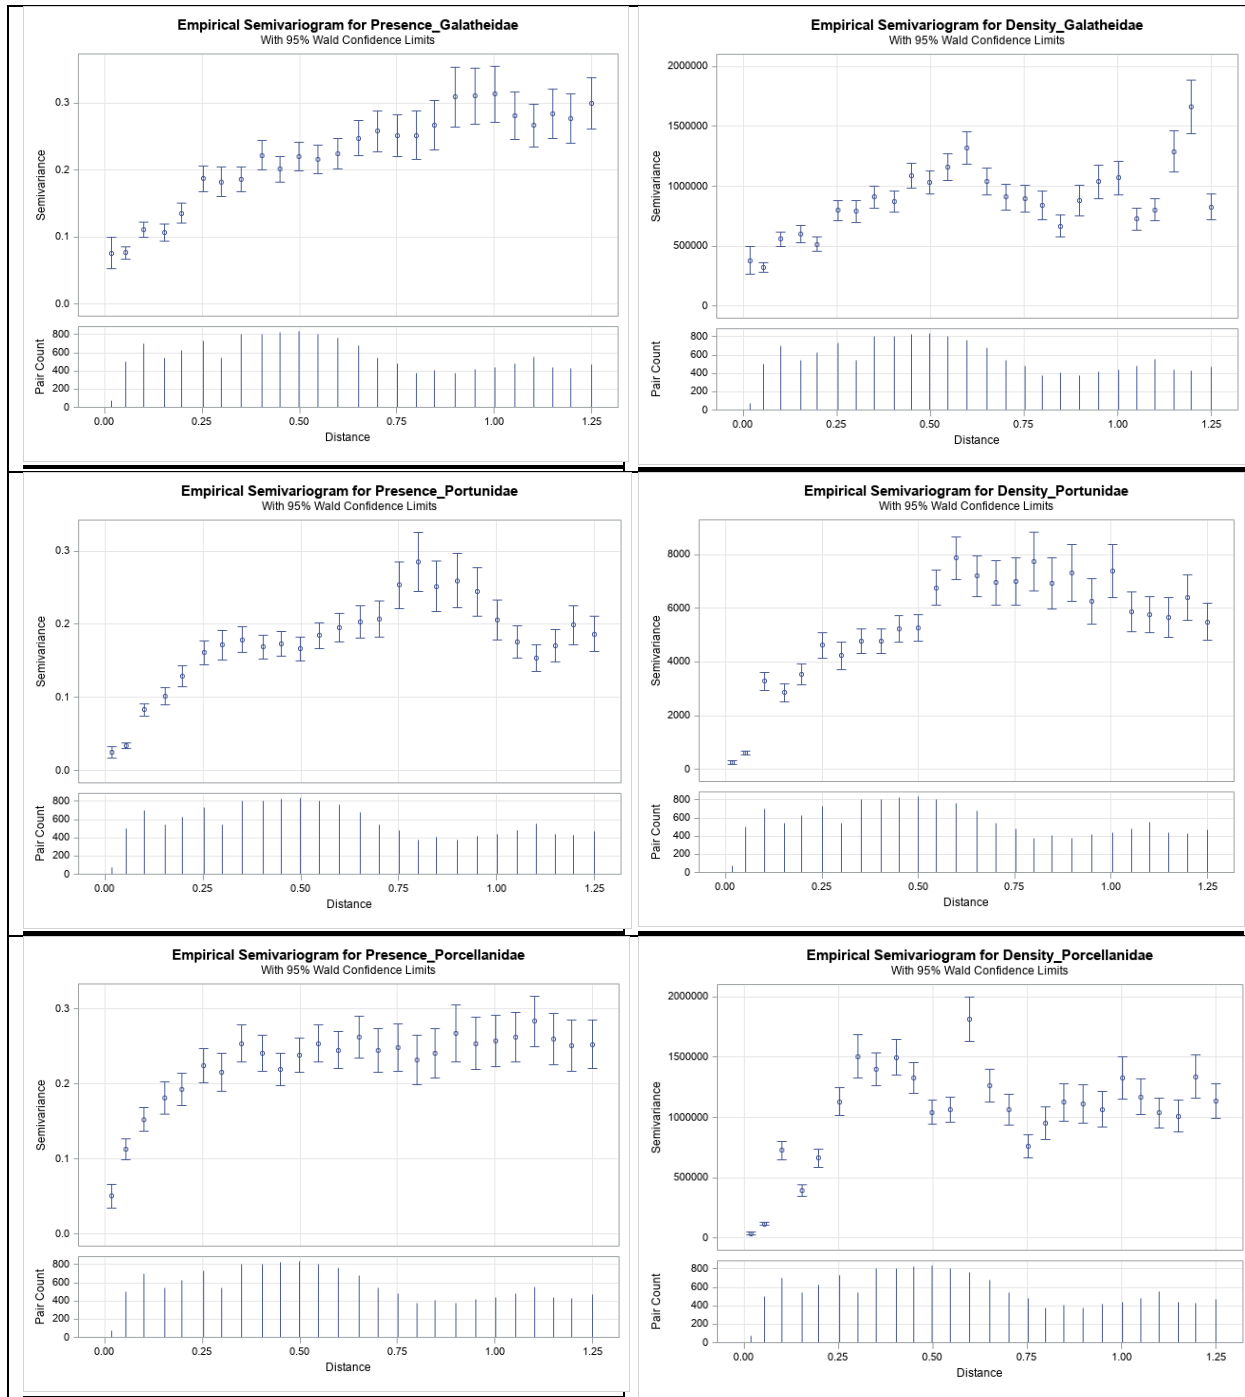 Empirical Semivariogram for Presence_Galatheidae
With 95% Wald Confidence Limits
0.3
0.2
0.1
0.0
Semivariance
800
600
400
200
0
Pair Count
0.00 0.25 0.50 0.75 1.00 1.25
Distance
Empirical Semivariogram for Density_Galatheidae
With 95% Wald Confidence Limits
2000000
1500000
1000000
500000
0
Semivariance
800
600
400
200
0
Pair Count
0.00 0.25 0.50 0.75 1.00 1.25
Distance
Empirical Semivariogram for Presence_Portunidae
With 95% Wald Confidence Limits
0.3
0.2
0.1
0.0
Semivariance
800
600
400
200
0
Pair Count
0.00 0.25 0.50 0.75 1.00 1.25
Distance
Empirical Semivariogram for Density_Portunidae
With 95% Wald Confidence Limits
8000
6000
4000
2000
0
Semivariance
800
600
400
200
0
Pair Count
0.00 0.25 0.50 0.75 1.00 1.25
Distance
Empirical Semivariogram for Presence_Porcellanidae
With 95% Wald Confidence Limits
0.3
0.2
0.1
0.0
Semivariance
800
600
400
200
0
Pair Count
0.00 0.25 0.50 0.75 1.00 1.25
Distance
Empirical Semivariogram for Density_Porcellanidae
With 95% Wald Confidence Limits
2000000
1500000
1000000
500000
0
Semivariance
800
600
400
200
0
Pair Count
0.00 0.25 0.50 0.75 1.00 1.25
Distance